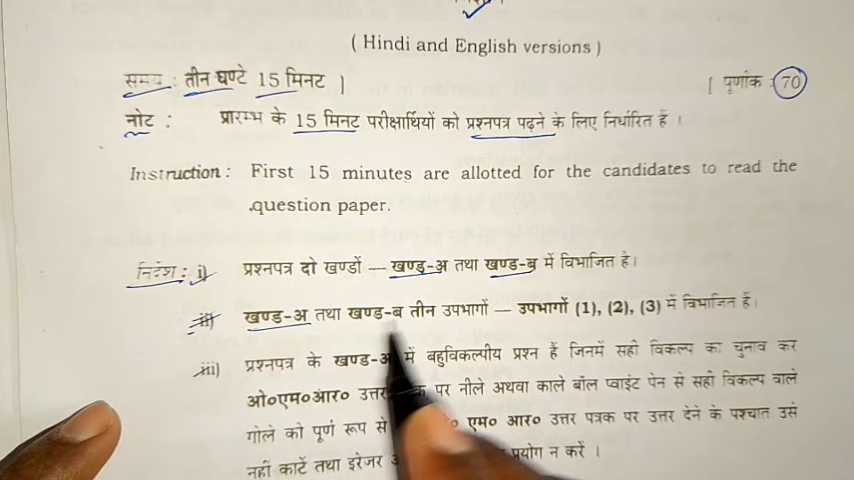 ( Hindi and English versions )
समय : तीन घण्टे 15 मिनट ] [ पूर्णांक : 70
नोट : प्रारम्भ के 15 मिनट परीक्षार्थियों को प्रश्नपत्र पढ़ने के लिए निर्धारित हैं ।
Instruction : First 15 minutes are allotted for the candidates to read the
question paper.
निर्देश : i) प्रश्नपत्र दो खण्डों — खण्ड-अ तथा खण्ड-ब में विभाजित है।
ii) खण्ड-अ तथा खण्ड-ब तीन उपभागों — उपभागों (1), (2), (3) में विभाजित हैं।
iii) प्रश्नपत्र के खण्ड-अ में बहुविकल्पीय प्रश्न हैं जिनमें सही विकल्प का चुनाव कर
ओ०एम०आर० पर नीले अथवा काले बॉल प्वाइंट पेन से सही विकल्प वाले
गोले को पूर्ण रूप से एम० आर० उत्तर पत्रक पर उत्तर देने के पश्चात उसे
नहीं काटें तथा इरेजर प्रयोग न करें ।